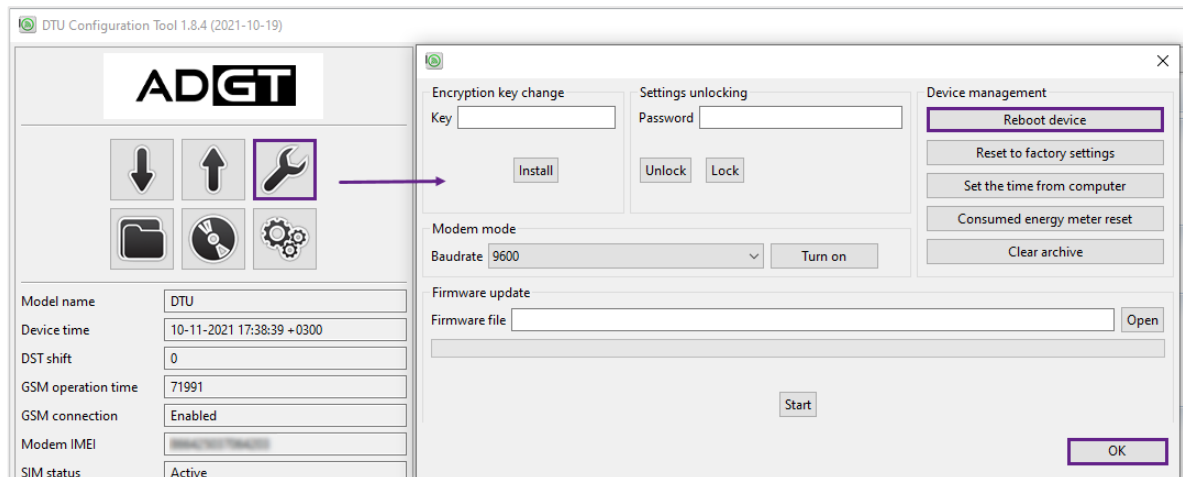 DTU Configuration Tool 1.8.4 (2021-10-19)
ADGT
Model name DTU
Device time 10-11-2021 17:38:39 +0300
DST shift 0
GSM operation time 71991
GSM connection Enabled
Modem IMEI
SIM status Active
Encryption key change
Key
Install
Settings unlocking
Password
Unlock Lock
Device management
Reboot device
Reset to factory settings
Set the time from computer
Consumed energy meter reset
Clear archive
Modem mode
Baudrate 9600 Turn on
Firmware update
Firmware file Open
Start
OK